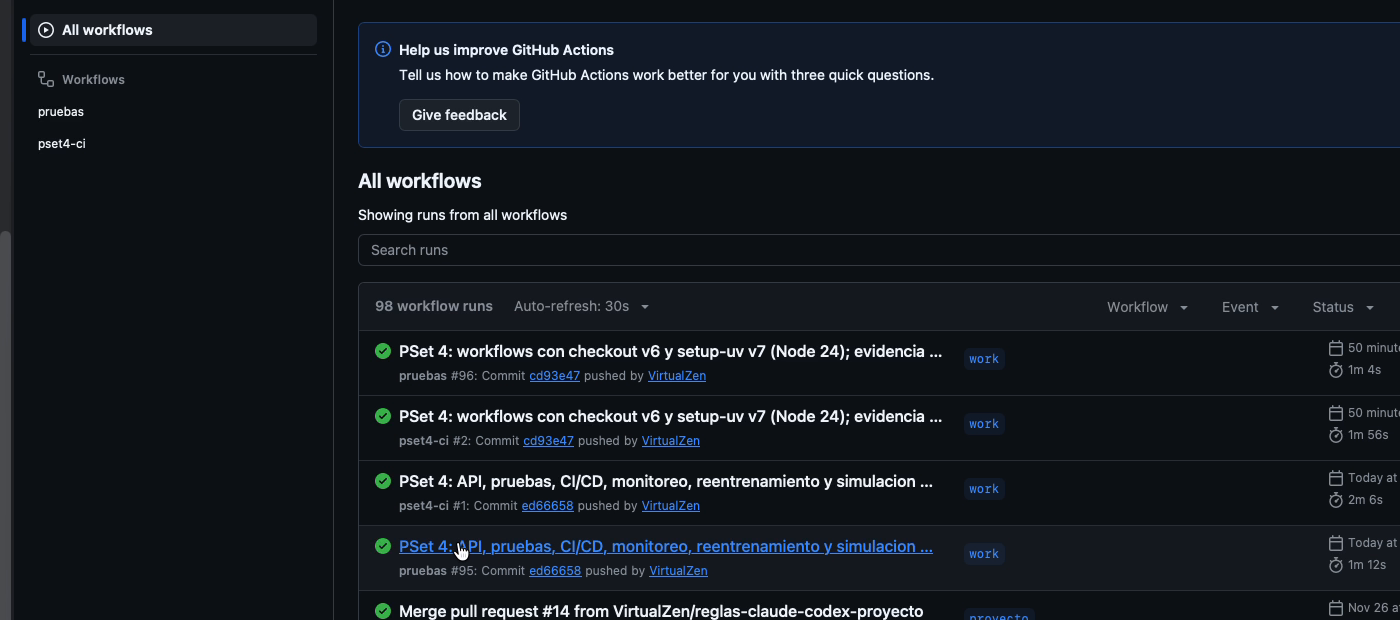 All workflows
Workflows
pruebas
pset4-ci
Help us improve GitHub Actions
Tell us how to make GitHub Actions work better for you with three quick questions.
Give feedback
All workflows
Showing runs from all workflows
Search runs
98 workflow runs Auto-refresh: 30s Workflow Event Status
PSet 4: workflows con checkout v6 y setup-uv v7 (Node 24); evidencia ... work 50
pruebas #96: Commit cd93e47 pushed by VirtualZen 1m 4s
PSet 4: workflows con checkout v6 y setup-uv v7 (Node 24); evidencia ... work 50
pset4-ci #2: Commit cd93e47 pushed by VirtualZen 1m 56s
PSet 4: API, pruebas, CI/CD, monitoreo, reentrenamiento y simulacion ... work Today at
pset4-ci #1: Commit ed66658 pushed by VirtualZen 2m 6s
PSet 4: API, pruebas, CI/CD, monitoreo, reentrenamiento y simulacion ... work Today at
pruebas #95: Commit ed66658 pushed by VirtualZen 1m 12s
Merge pull request #14 from VirtualZen/reglas-claude-codex-proyecto proyecto Nov 26